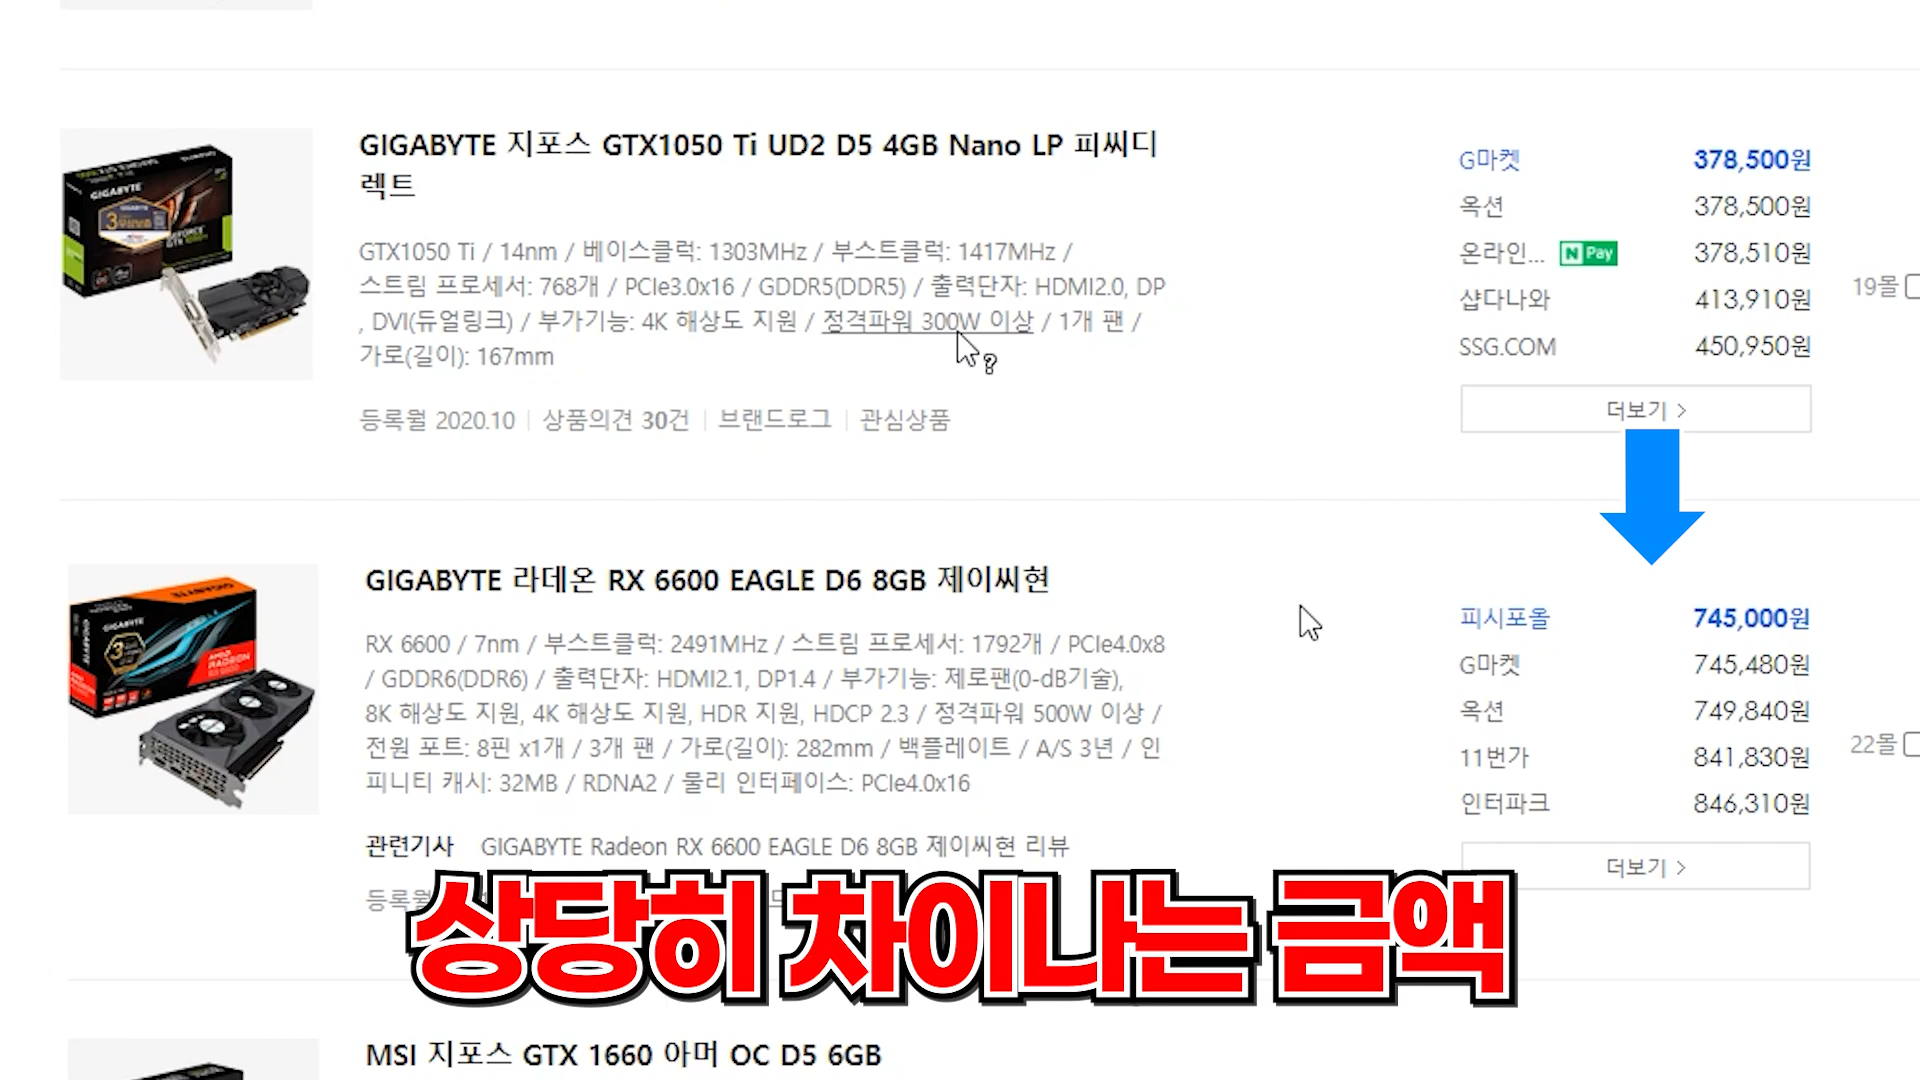 GIGABYTE 지포스 GTX1050 Ti UD2 D5 4GB Nano LP 피씨디
렉트
GTX1050 Ti / 14nm / 베이스클럭: 1303MHz / 부스트클럭: 1417MHz /
스트림 프로세서: 768개 / PCIe3.0x16 / GDDR5(DDR5) / 출력단자: HDMI2.0, DP
, DVI(듀얼링크) / 부가기능: 4K 해상도 지원 / 정격파워 300W 이상 / 1개 팬 /
가로(길이): 167mm
등록월 2020.10 상품의견 30건 브랜드로그 관심상품
G마켓 378,500원
옥션 378,500원
온라인... N Pay 378,510원
샵다나와 413,910원
SSG.COM 450,950원
19몰
더보기 >
GIGABYTE
GIGABYTE 라데온 RX 6600 EAGLE D6 8GB 제이씨현
RX 6600 / 7nm / 부스트클럭: 2491MHz / 스트림 프로세서: 1792개 / PCIe4.0x8
/ GDDR6(DDR6) / 출력단자: HDMI2.1, DP1.4 / 부가기능: 제로팬(0-dB기술),
8K 해상도 지원, 4K 해상도 지원, HDR 지원, HDCP 2.3 / 정격파워 500W 이상 /
전원 포트: 8핀 x1개 / 3개 팬 / 가로(길이): 282mm / 백플레이트 / A/S 3년 / 인
피니티 캐시: 32MB / RDNA2 / 물리 인터페이스: PCIe4.0x16
관련기사 GIGABYTE Radeon RX 6600 EAGLE D6 8GB 제이씨현 리뷰
등록월
피시포올 745,000원
G마켓 745,480원
옥션 749,840원
11번가 841,830원
인터파크 846,310원
22몰
더보기 >
GIGABYTE
RADEON
상당히 차이나는 금액
MSI 지포스 GTX 1660 아머 OC D5 6GB